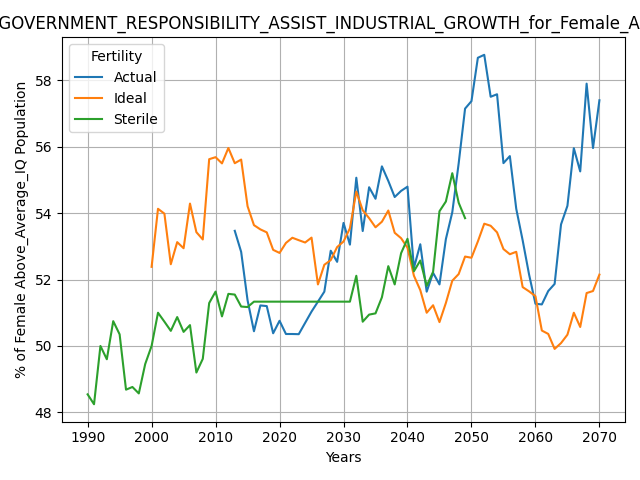 GOVERNMENT_RESPONSIBILITY_ASSIST_INDUSTRIAL_GROWTH_for_Female_A
Fertility
Actual
Ideal
Sterile
% of Female Above_Average_IQ Population
58
56
54
52
50
48
1990 2000 2010 2020 2030 2040 2050 2060 2070
Years